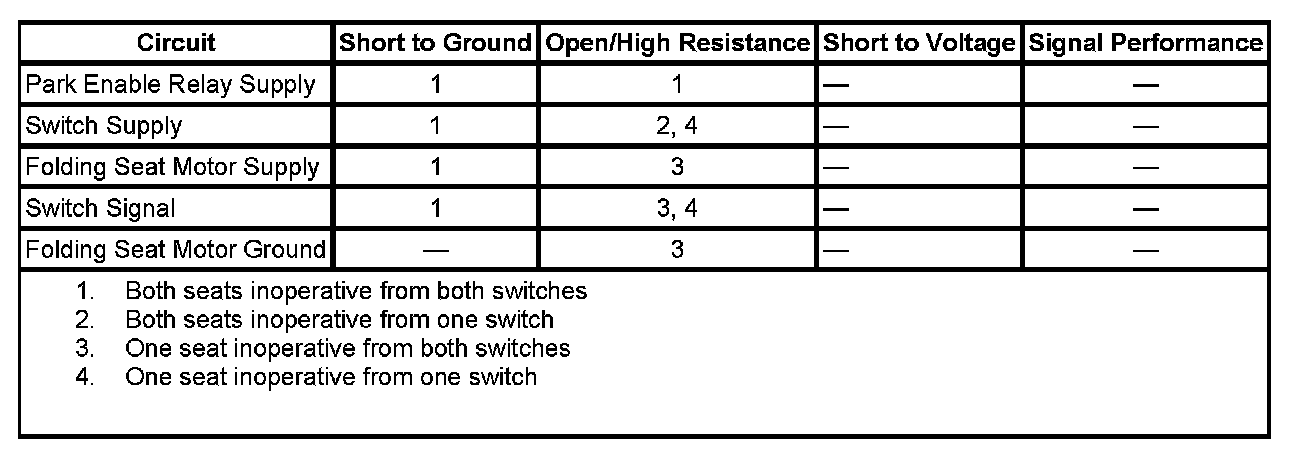 Circuit Short to Ground Open/High Resistance Short to Voltage Signal Performance
Park Enable Relay Supply 1 1 — —
Switch Supply 1 2, 4 — —
Folding Seat Motor Supply 1 3 — —
Switch Signal 1 3, 4 — —
Folding Seat Motor Ground — 3 — —
1. Both seats inoperative from both switches
2. Both seats inoperative from one switch
3. One seat inoperative from both switches
4. One seat inoperative from one switch